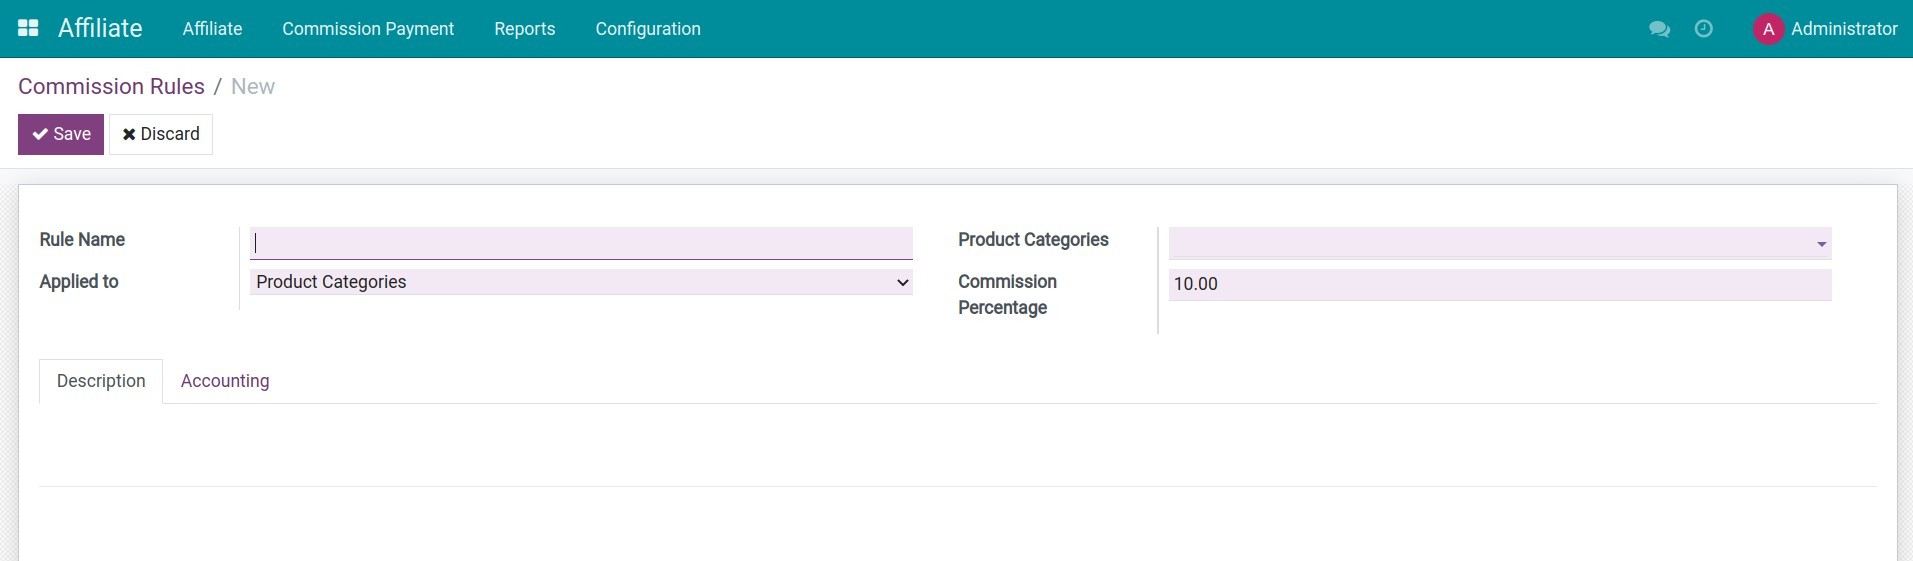 Affiliate Affiliate Commission Payment Reports Configuration A Administrator
Commission Rules / New
Save Discard
Rule Name Product Categories
Applied to Product Categories Commission Percentage 10.00
Description Accounting